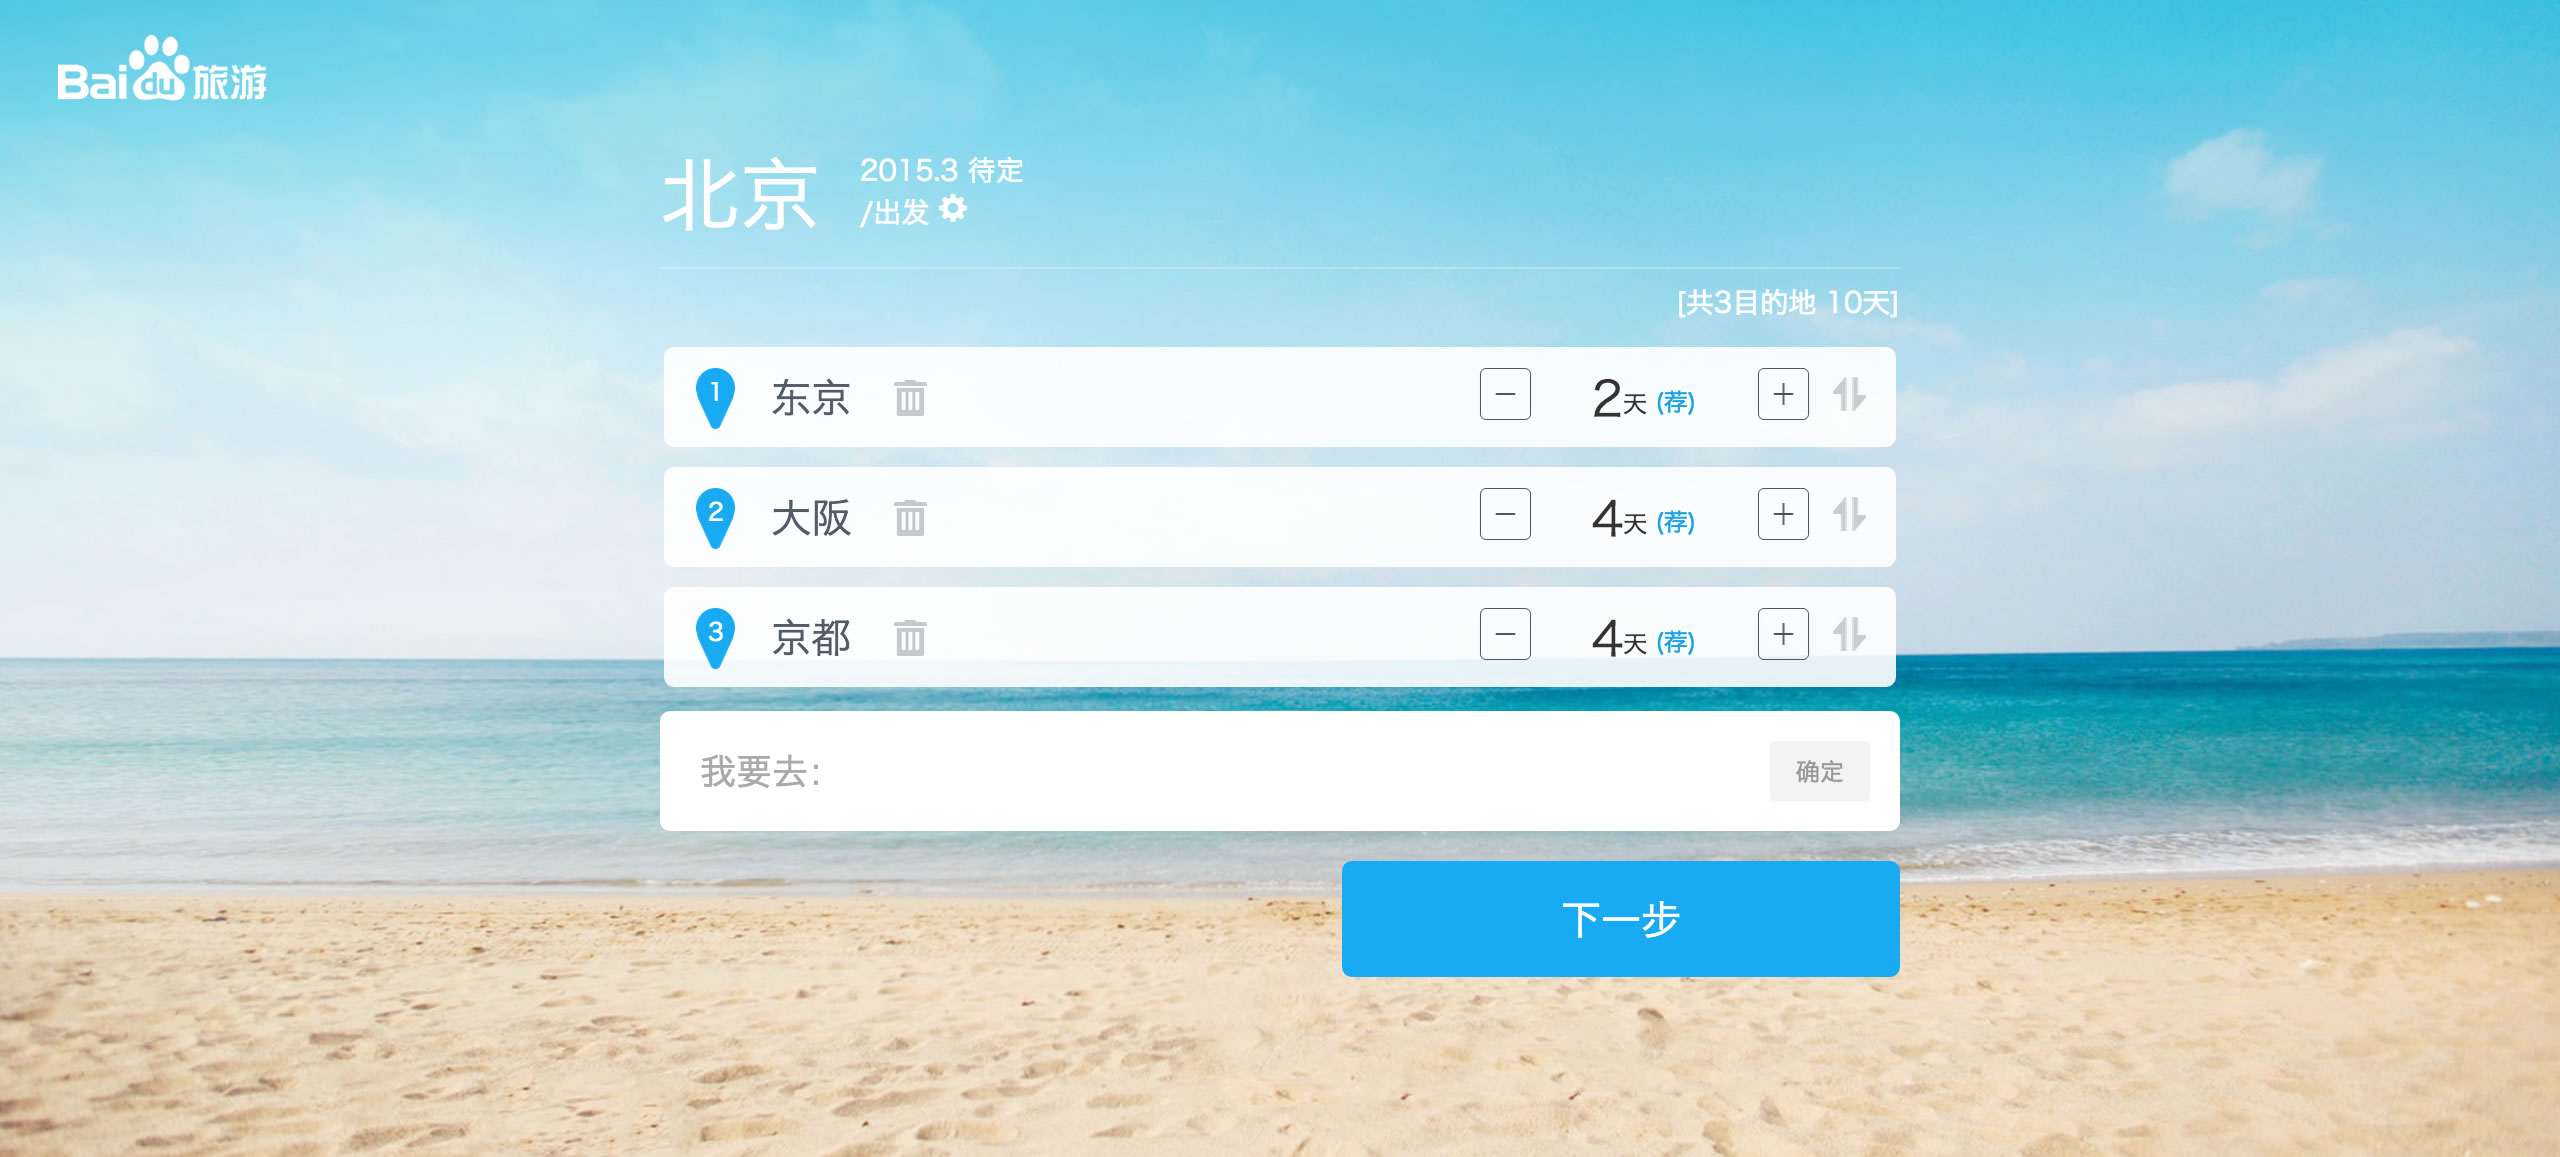 Baidu旅游
北京
2015.3 待定
/出发
[共3目的地 10天]
1 东京 2天 (荐)
2 大阪 4天 (荐)
3 京都 4天 (荐)
我要去:
确定
下一步